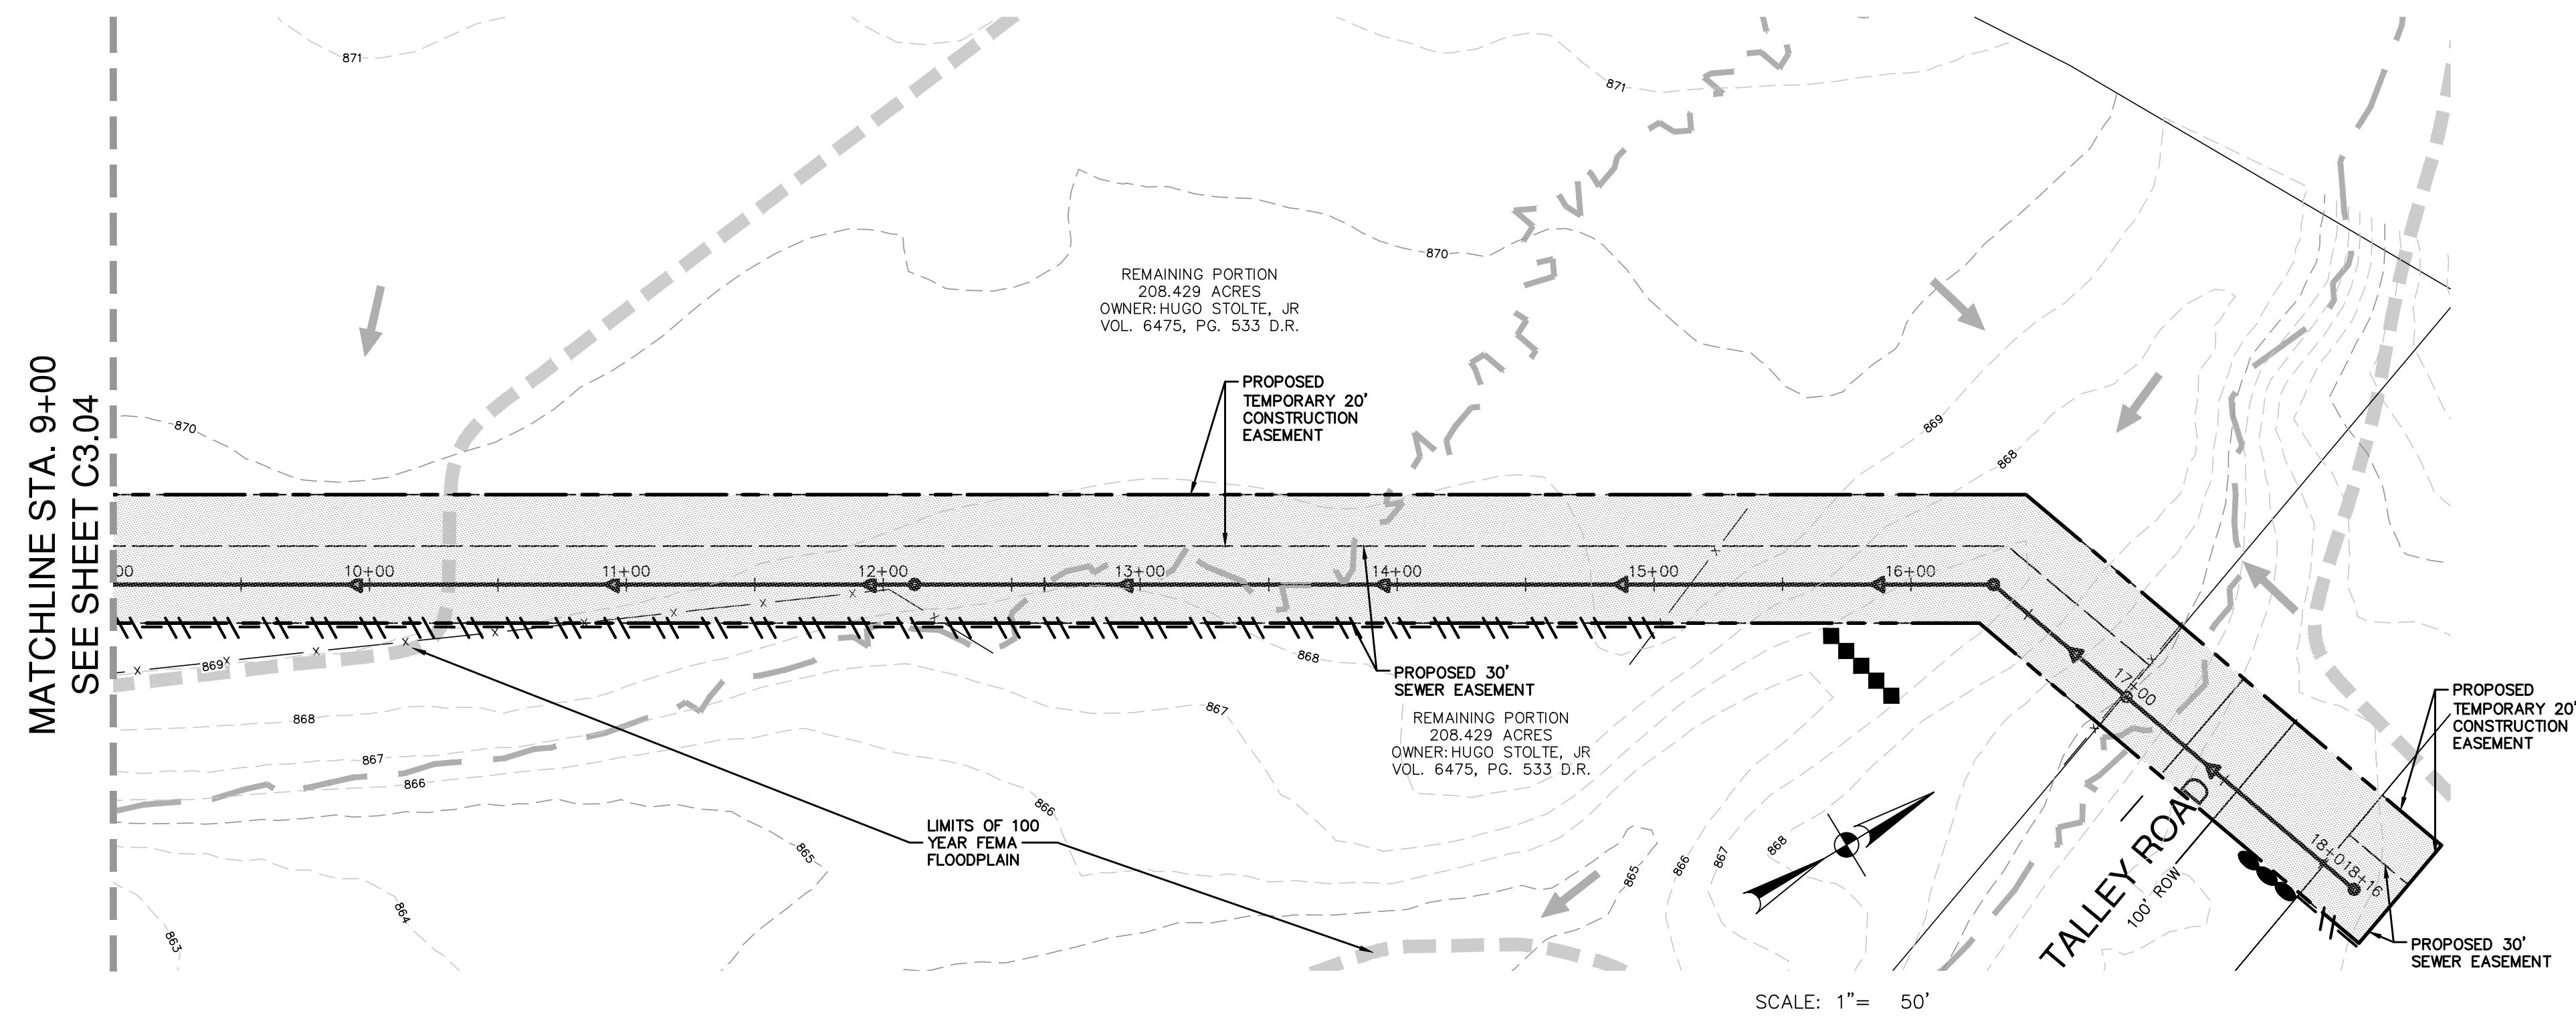 871
871
870
REMAINING PORTION
208.429 ACRES
OWNER: HUGO STOLTE, JR
VOL. 6475, PG. 533 D.R.
MATCHLINE STA. 9+00
SEE SHEET C3.04
PROPOSED
TEMPORARY 20'
CONSTRUCTION
EASEMENT
870
869
868
00
10+00
11+00
12+00
13+00
14+00
15+00
16+00
17+00
18+0
18+16
869
868
868
867
867
866
866
865
864
863
865
866
867
868
PROPOSED 30'
SEWER EASEMENT
REMAINING PORTION
208.429 ACRES
OWNER: HUGO STOLTE, JR
VOL. 6475, PG. 533 D.R.
LIMITS OF 100
YEAR FEMA
FLOODPLAIN
PROPOSED
TEMPORARY 20'
CONSTRUCTION
EASEMENT
TALLEY ROAD
100' ROW
PROPOSED 30'
SEWER EASEMENT
SCALE: 1"= 50'